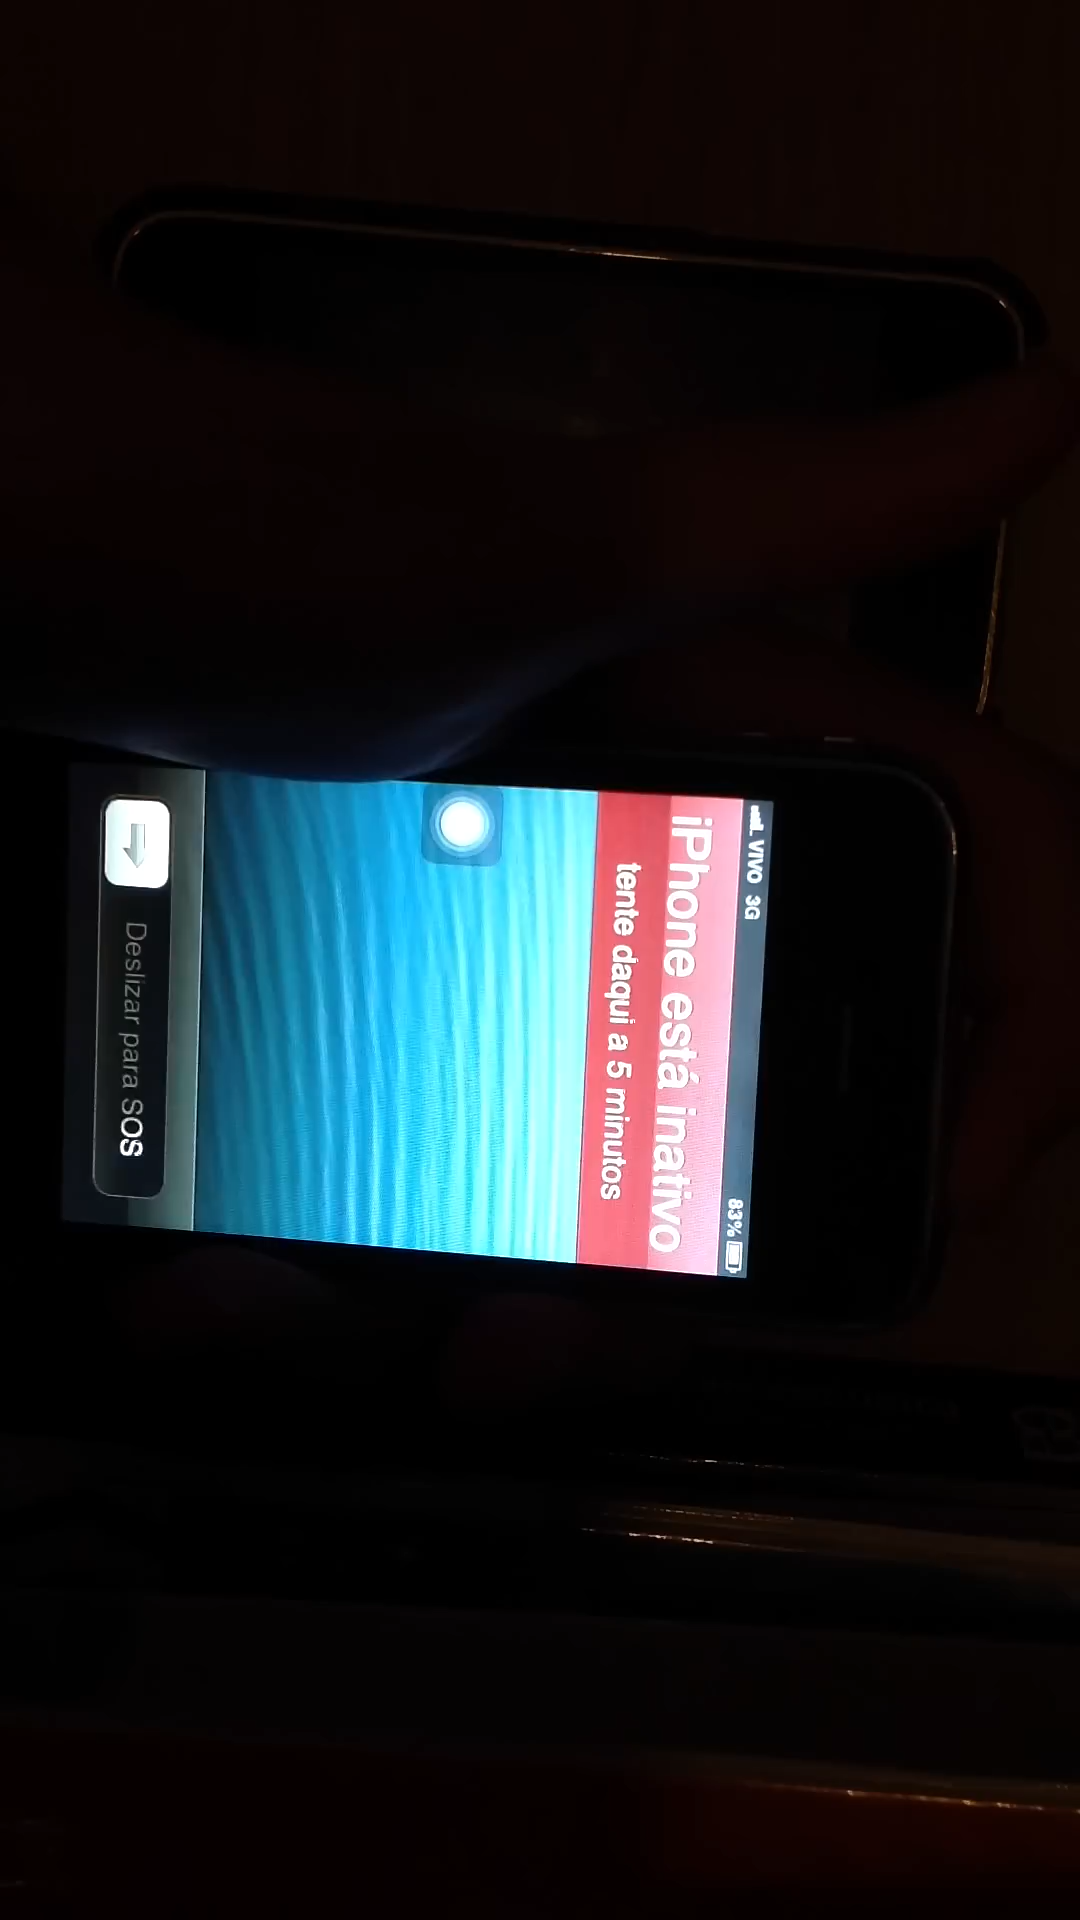 VIVO 3G 83%
iPhone está inativo
tente daqui a 5 minutos
Deslizar para SOS